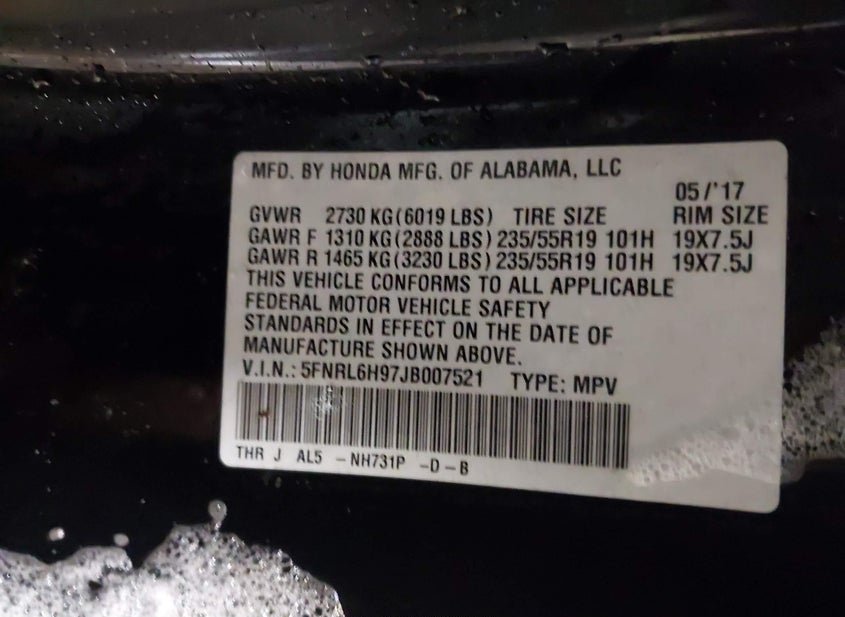 MFD. BY HONDA MFG. OF ALABAMA, LLC
05/'17
GVWR 2730 KG(6019 LBS) TIRE SIZE RIM SIZE
GAWR F 1310 KG(2888 LBS) 235/55R19 101H 19X7.5J
GAWR R 1465 KG(3230 LBS) 235/55R19 101H 19X7.5J
THIS VEHICLE CONFORMS TO ALL APPLICABLE
FEDERAL MOTOR VEHICLE SAFETY
STANDARDS IN EFFECT ON THE DATE OF
MANUFACTURE SHOWN ABOVE.
V.I.N.: 5FNRL6H97JB007521 TYPE: MPV
THR J AL5 -NH731P -D-B